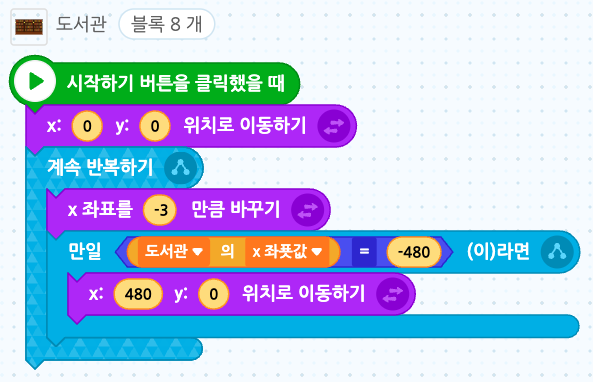 도서관 블록 8 개
시작하기 버튼을 클릭했을 때
x: 0 y: 0 위치로 이동하기
계속 반복하기
x 좌표를 -3 만큼 바꾸기
만일 도서관 의 x 좌푯값 = -480 (이)라면
x: 480 y: 0 위치로 이동하기